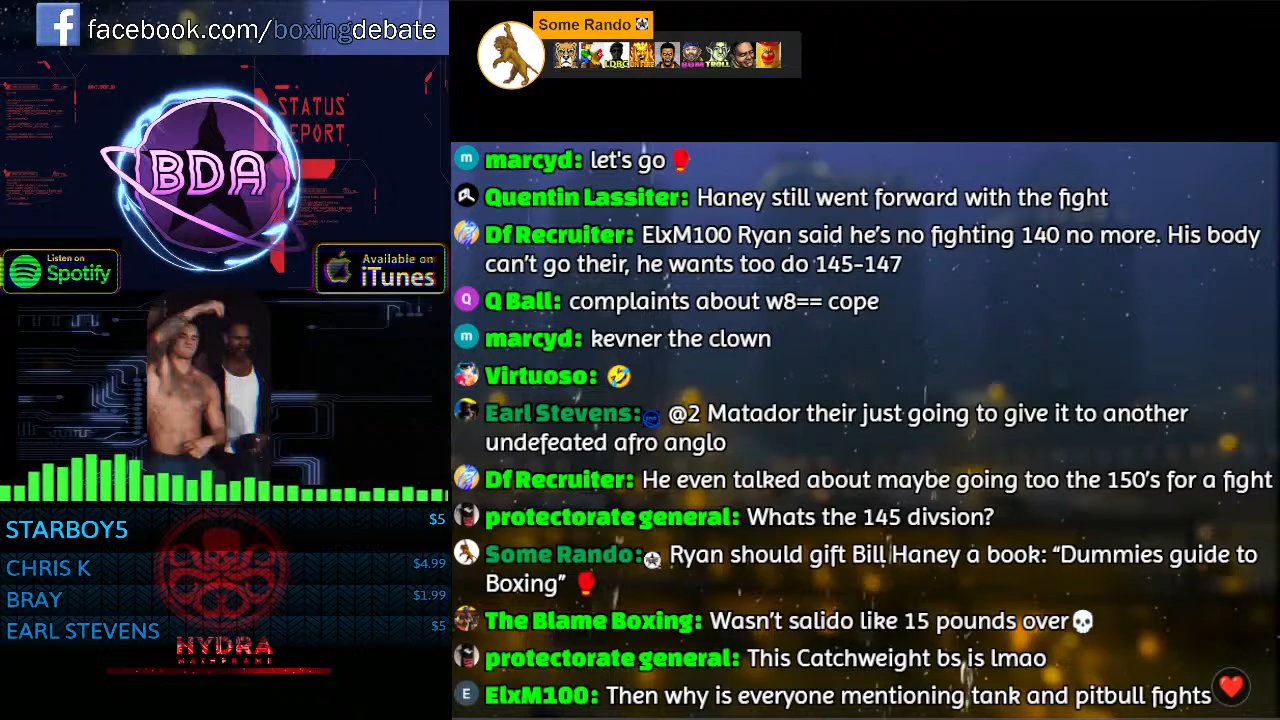 facebook.com/boxingdebate
STATUS
REPORT
BDA
Listen on
Spotify
Available on
iTunes
STARBOY5 $5
CHRIS K $4.99
BRAY $1.99
EARL STEVENS $5
HYDRA
MAINFRAME
Some Rando
LDBC ON FIRE BUM TROLL
marcyd: let's go🥊
Quentin Lassiter: Haney still went forward with the fight
Df Recruiter: ElxM100 Ryan said he's no fighting 140 no more. His body
can't go their, he wants too do 145-147
Q Ball: complaints about w8== cope
marcyd: kevner the clown
Virtuoso: 🤣
Earl Stevens: @2 Matador their just going to give it to another
undefeated afro anglo
Df Recruiter: He even talked about maybe going too the 150's for a fight
protectorate general: Whats the 145 divsion?
Some Rando: Ryan should gift Bill Haney a book: “Dummies guide to
Boxing” 🥊
The Blame Boxing: Wasn't salido like 15 pounds over💀
protectorate general: This Catchweight bs is lmao
ElxM100: Then why is everyone mentioning tank and pitbull fights